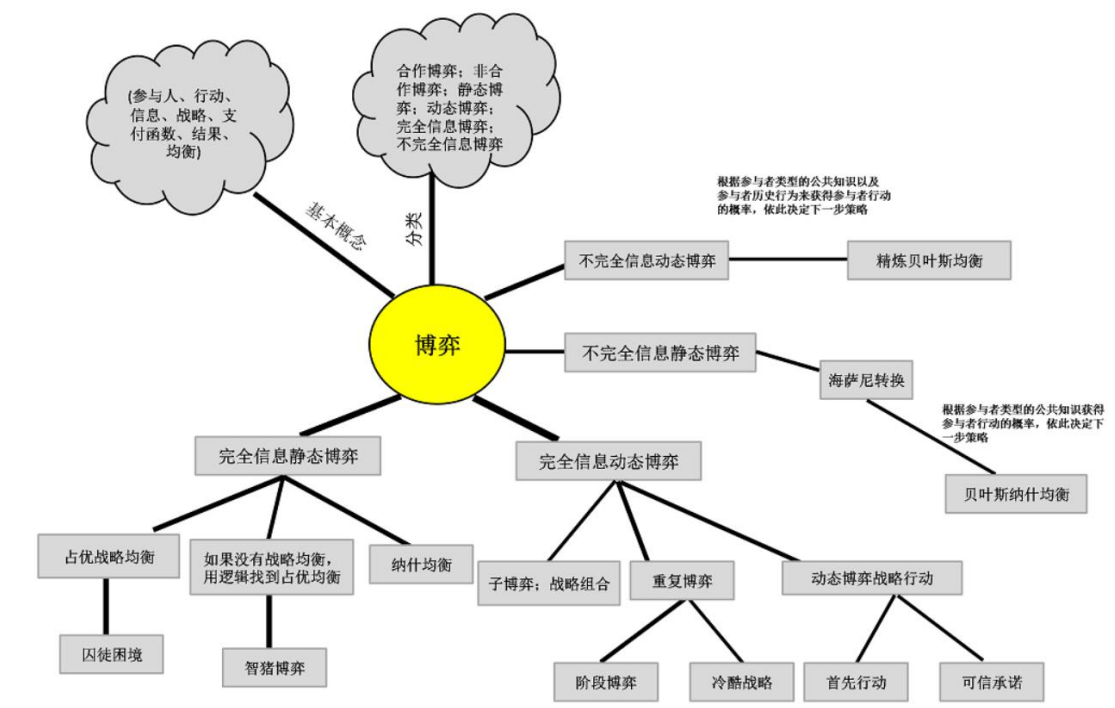 (参与人、行动、
信息、战略、支
付函数、结果、
均衡)
合作博弈；非合
作博弈；静态博
弈；动态博弈；
完全信息博弈；
不完全信息博弈
基本概念
分类
根据参与者类型的公共知识以及
参与者历史行为来获得参与者行动
的概率，依此决定下一步策略
不完全信息动态博弈
精炼贝叶斯均衡
博弈
不完全信息静态博弈
海萨尼转换
根据参与者类型的公共知识获得
参与者行动的概率，依此决定下
一步策略
贝叶斯纳什均衡
完全信息静态博弈
完全信息动态博弈
占优战略均衡
如果没有战略均衡，
用逻辑找到占优均衡
纳什均衡
子博弈；战略组合
重复博弈
动态博弈战略行动
囚徒困境
智猪博弈
阶段博弈
冷酷战略
首先行动
可信承诺